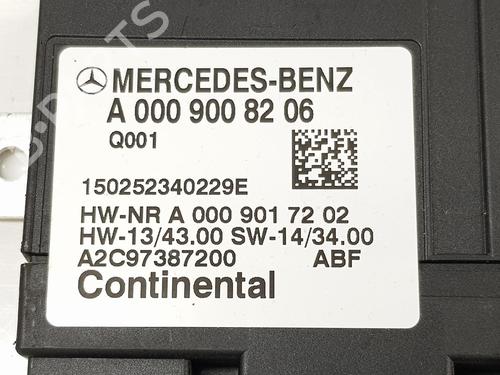 MERCEDES-BENZ
A 000 900 82 06
Q001
150252340229E
HW-NR A 000 901 72 02
HW-13/43.00 SW-14/34.00
A2C97387200 ABF
Continental